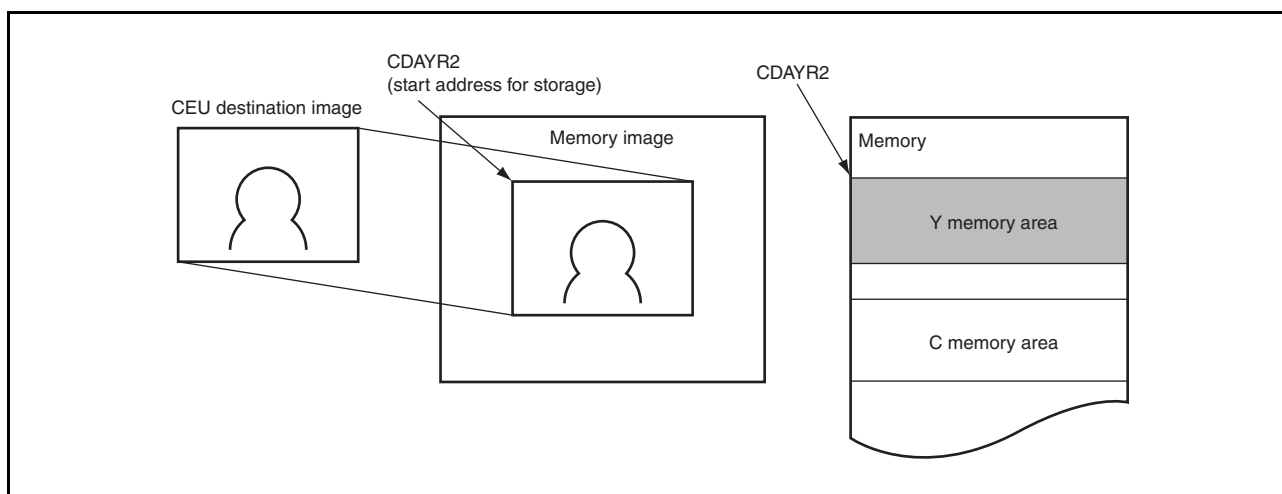 CEU destination image
CDAYR2
(start address for storage)
Memory image
CDAYR2
Memory
Y memory area
C memory area